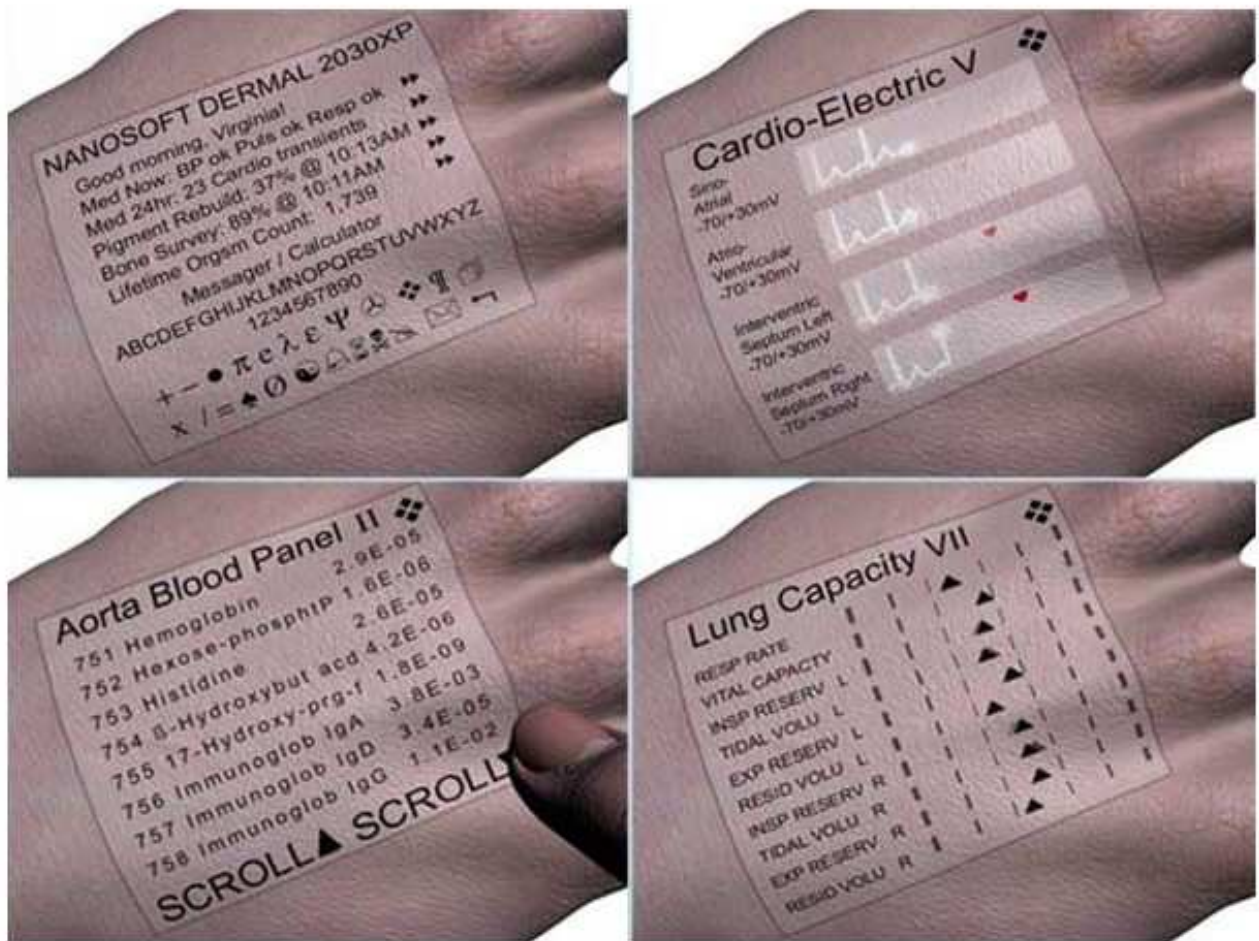 NANOSOFT DERMAL 2030XP
Good morning, Virginia!
Med Now: BP ok Puls ok Resp ok
Med 24hr: 23 Cardio transients
Pigment Rebuild: 37% @ 10:13AM
Bone Survey: 89% @ 10:11AM
Lifetime Orgsm Count: 1,739
Messager / Calculator
ABCDEFGHIJKLMNOPQRSTUVWXYZ
1234567890
+ − ● π e λ ε Ψ
x / = ♠ Ø ☯
Cardio-Electric V
Sino-
Atrial
-70/+30mV
Atrio-
Ventricular
-70/+30mV
Interventric
Septum Left
-70/+30mV
Interventric
Septum Right
-70/+30mV
Aorta Blood Panel II
751 Hemoglobin 2.9E-05
752 Hexose-phosphtP 1.6E-06
753 Histidine 2.6E-05
754 ß-Hydroxybut acd 4.2E-06
755 17-Hydroxy-prg-f 1.8E-09
756 Immunoglob IgA 3.8E-03
757 Immunoglob IgD 3.4E-05
758 Immunoglob IgG 1.1E-02
SCROLL▲ SCROLL
Lung Capacity VII
RESP RATE
VITAL CAPACTY
INSP RESERV L
TIDAL VOLU L
EXP RESERV L
RESID VOLU L
INSP RESERV R
TIDAL VOLU R
EXP RESERV R
RESID VOLU R